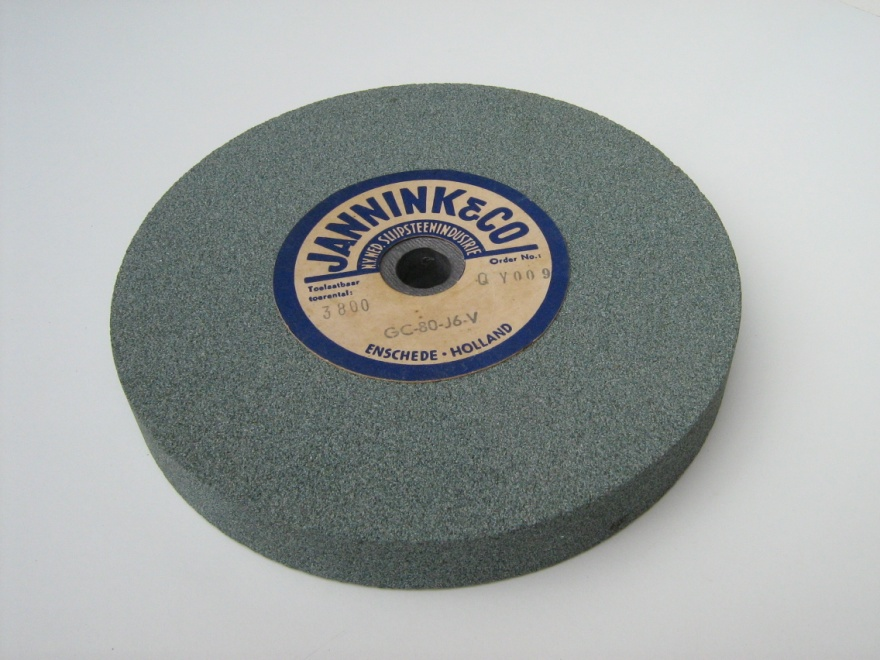 JANNINK & CO
N.V. NED. SLIJPSTEENINDUSTRIE
Toelaatbaar
toerental:
3800
Order No.:
Q Y009
GC-80-J6-V
ENSCHEDE · HOLLAND